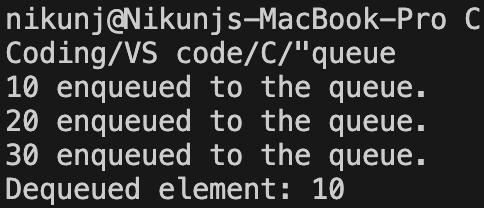 nikunj@Nikunjs-MacBook-Pro C
Coding/VS code/C/"queue
10 enqueued to the queue.
20 enqueued to the queue.
30 enqueued to the queue.
Dequeued element: 10